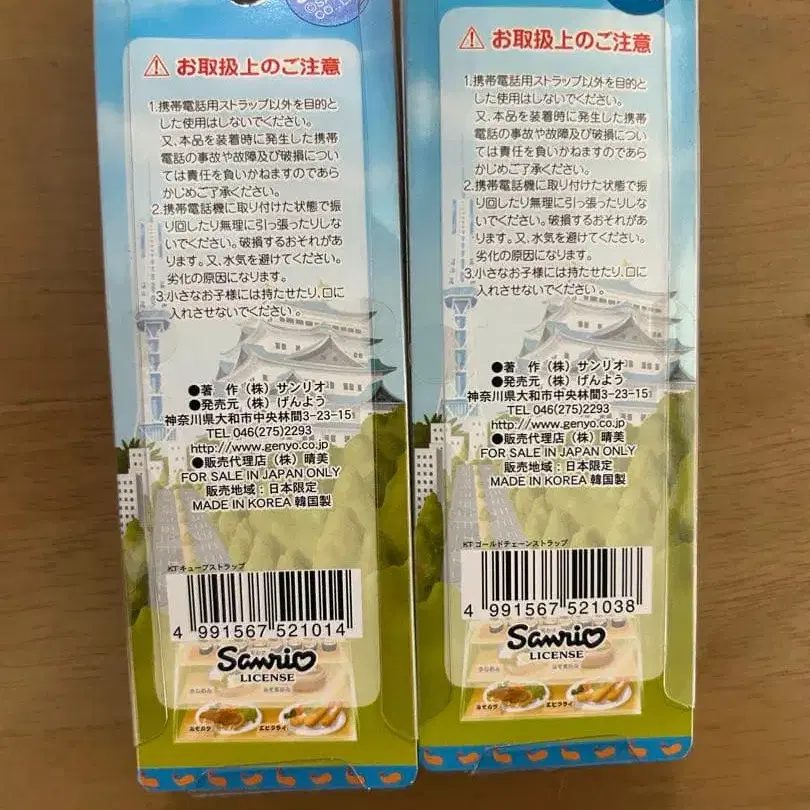 ⚠ お取扱上のご注意
1.携帯電話用ストラップ以外を目的と
した使用はしないでください。
又、本品を装着時に発生した携帯
電話の事故や故障及び破損につい
ては責任を負いかねますのであら
かじめご了承ください。
2.携帯電話機に取り付けた状態で振
り回したり無理に引っ張ったりしな
いでください。破損するおそれがあ
ります。又、水気を避けてください。
劣化の原因になります。
3.小さなお子様には持たせたり、口に
入れさせないでください。
●著 作（株）サンリオ
●発売元（株）げんよう
神奈川県大和市中央林間3-23-15
TEL 046(275)2293
http://www.genyo.co.jp
●販売代理店（株）晴美
FOR SALE IN JAPAN ONLY
販売地域：日本限定
MADE IN KOREA 韓国製
KT キューブストラップ
4 991567 521014
Sanrio
LICENSE
みそカツ
エビフライ
⚠ お取扱上のご注意
1.携帯電話用ストラップ以外を目的と
した使用はしないでください。
又、本品を装着時に発生した携帯
電話の事故や故障及び破損につい
ては責任を負いかねますのであら
かじめご了承ください。
2.携帯電話機に取り付けた状態で振
り回したり無理に引っ張ったりしな
いでください。破損するおそれがあ
ります。又、水気を避けてください。
劣化の原因になります。
3.小さなお子様には持たせたり、口に
入れさせないでください。
●著 作（株）サンリオ
●発売元（株）げんよう
神奈川県大和市中央林間3-23-15
TEL 046(275)2293
http://www.genyo.co.jp
●販売代理店（株）晴美
FOR SALE IN JAPAN ONLY
販売地域：日本限定
MADE IN KOREA 韓国製
KT ゴールドチェーンストラップ
4 991567 521038
Sanrio
LICENSE
みそカツ
エビフライ